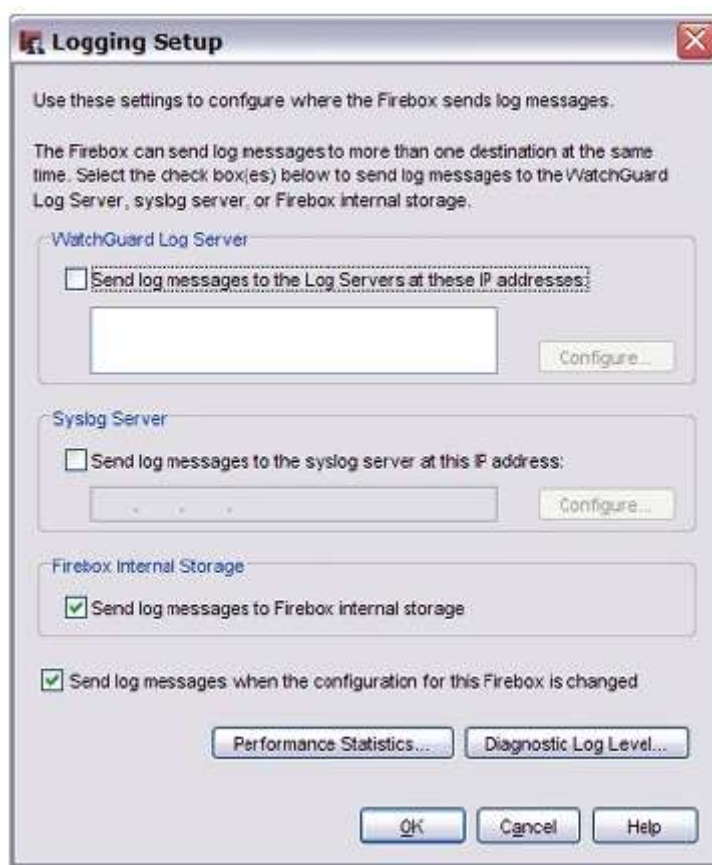 Logging Setup
Use these settings to configure where the Firebox sends log messages.
The Firebox can send log messages to more than one destination at the same
time. Select the check box(es) below to send log messages to the WatchGuard
Log Server, syslog server, or Firebox internal storage.
WatchGuard Log Server
Send log messages to the Log Servers at these IP addresses:
Configure...
Syslog Server
Send log messages to the syslog server at this IP address:
. . .
Configure...
Firebox Internal Storage
Send log messages to Firebox internal storage
Send log messages when the configuration for this Firebox is changed
Performance Statistics... Diagnostic Log Level...
OK Cancel Help